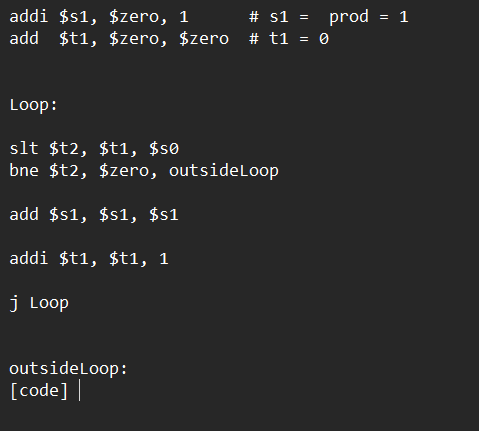 addi $s1, $zero, 1      # s1 =  prod = 1
add  $t1, $zero, $zero  # t1 = 0
Loop:
slt $t2, $t1, $s0
bne $t2, $zero, outsideLoop
add $s1, $s1, $s1
addi $t1, $t1, 1
j Loop
outsideLoop:
[code]